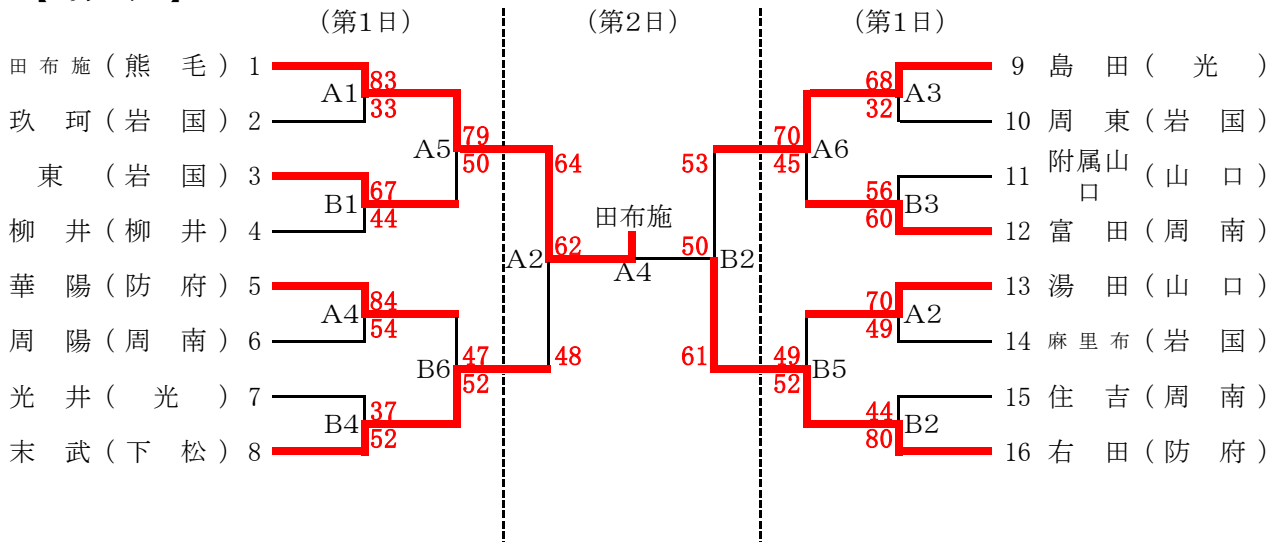 (第1日) (第2日) (第1日)
田布施(熊 毛) 1 83 68 9 島 田( 光 )
A1 A3
玖 珂(岩 国) 2 33 32 10 周 東(岩 国)
79 70
A5 A6
50 64 53 45
東 (岩 国) 3 67 56 11 附属山口(山 口)
B1 B3
柳 井(柳 井) 4 44 60 12 富 田(周 南)
田布施
62 50
A2 A4 B2
華 陽(防 府) 5 84 70 13 湯 田(山 口)
A4 A2
周 陽(周 南) 6 54 49 14 麻里布(岩 国)
47 48 61 49
B6 B5
52 52
光 井( 光 ) 7 37 44 15 住 吉(周 南)
B4 B2
末 武(下 松) 8 52 80 16 右 田(防 府)